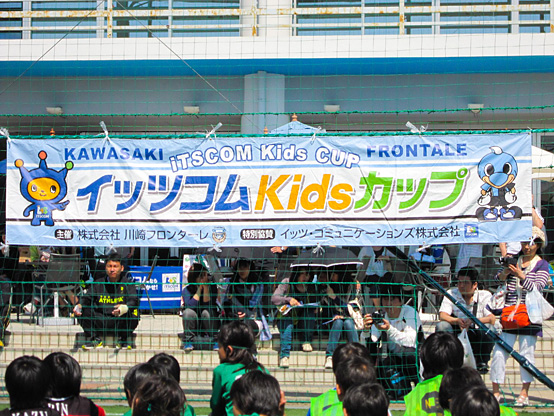 KAWASAKI iTSCOM Kids CUP FRONTALE
イッツコムKidsカップ
主催 株式会社 川崎フロンターレ 特別協賛 イッツ・コミュニケーションズ株式会社
KAZUKIN